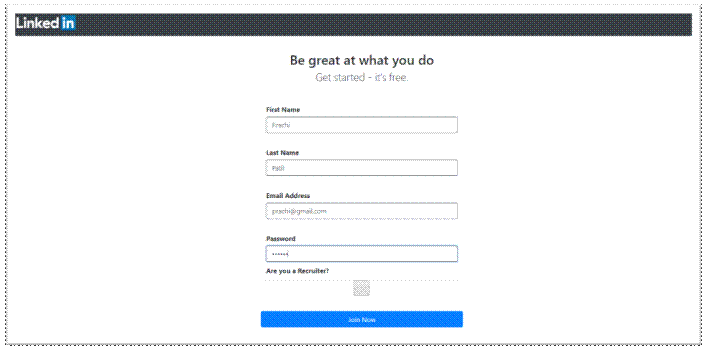 Linked in
Be great at what you do
Get started - it's free.
First Name
Prachi
Last Name
Patil
Email Address
prachi@gmail.com
Password
••••••
Are you a Recruiter?
Join Now